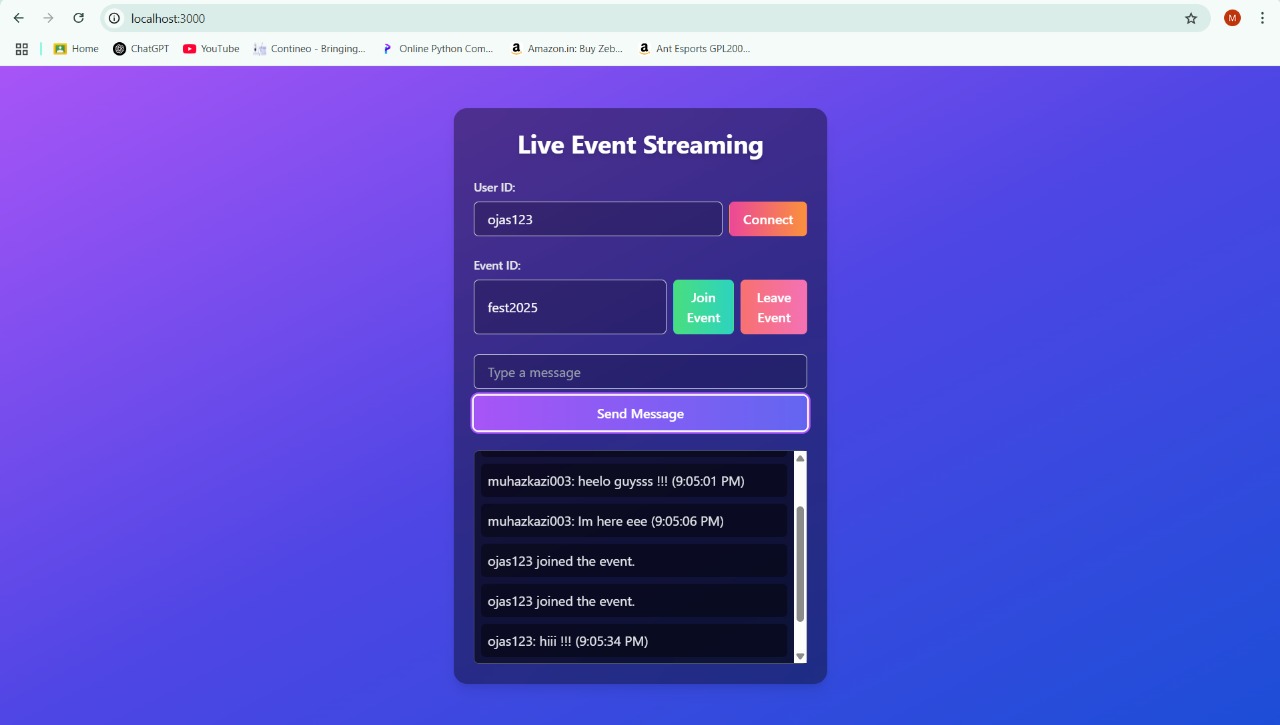 localhost:3000
M
Home
ChatGPT
YouTube
Contineo - Bringing...
Online Python Com...
Amazon.in: Buy Zeb...
Ant Esports GPL200...
Live Event Streaming
User ID:
ojas123
Connect
Event ID:
fest2025
Join
Event
Leave
Event
Type a message
Send Message
muhazkazi003: heelo guysss !!! (9:05:01 PM)
muhazkazi003: Im here eee (9:05:06 PM)
ojas123 joined the event.
ojas123 joined the event.
ojas123: hiii !!! (9:05:34 PM)